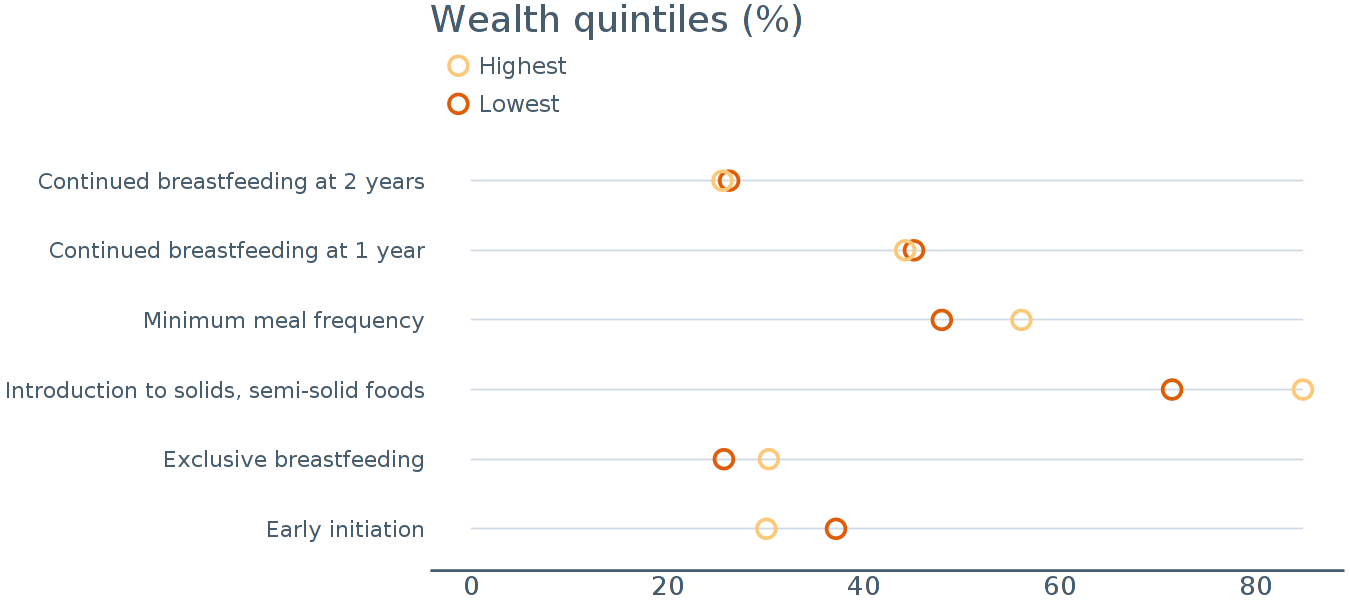 Wealth quintiles (%)
Highest
Lowest
Continued breastfeeding at 2 years
Continued breastfeeding at 1 year
Minimum meal frequency
Introduction to solids, semi-solid foods
Exclusive breastfeeding
Early initiation
0 20 40 60 80